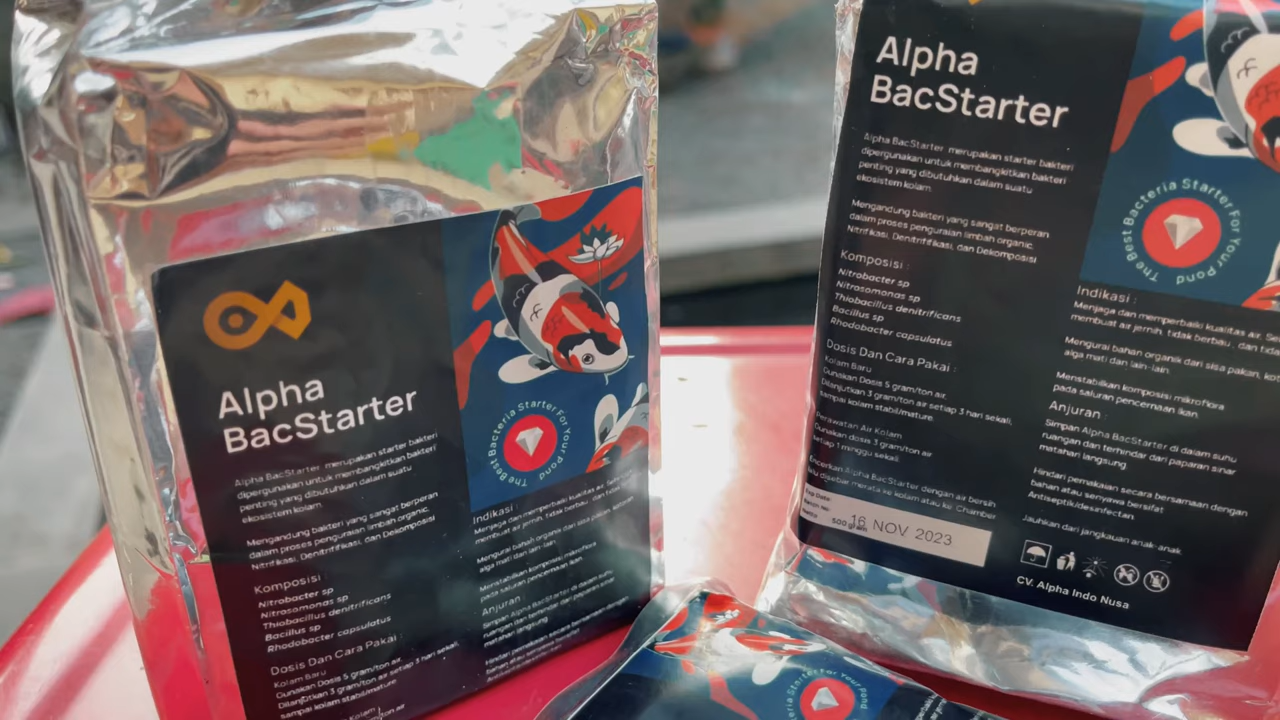 Alpha
BacStarter
Alpha BacStarter merupakan starter bakteri
dipergunakan untuk membangkitkan bakteri
penting yang dibutuhkan dalam suatu
ekosistem kolam.
Mengandung bakteri yang sangat berperan
dalam proses penguraian limbah organic,
Nitrifikasi, Denitrifikasi, dan Dekomposisi
Komposisi :
Nitrobacter sp
Nitrosomonas sp
Thiobacillus denitrificans
Bacillus sp
Rhodobacter capsulatus
Dosis Dan Cara Pakai :
Kolam Baru
Gunakan Dosis 5 gram/ton air.
Dilanjutkan 3 gram/ton air setiap 3 hari sekali,
sampai kolam stabil/mature.
The Best Bacteria Starter For Your Pond
Indikasi :
Menjaga dan memperbaiki kualitas air.
membuat air jernih, tidak berbau, dan
Mengurai bahan organik dari sisa pakan,
alga mati dan lain-lain.
Menstabilkan komposisi mikroflora
pada saluran pencernaan ikan.
Anjuran :
Simpan Alpha BacStarter di dalam suhu
ruangan dan terhindar dari paparan sinar
matahari langsung
Hindari pemakaian secara bersamaan dengan
bahan atau senyawa bersifat
Alpha
BacStarter
Alpha BacStarter merupakan starter bakteri
dipergunakan untuk membangkitkan bakteri
penting yang dibutuhkan dalam suatu
ekosistem kolam.
Mengandung bakteri yang sangat berperan
dalam proses penguraian limbah organic,
Nitrifikasi, Denitrifikasi, dan Dekomposisi
Komposisi :
Nitrobacter sp
Nitrosomonas sp
Thiobacillus denitrificans
Bacillus sp
Rhodobacter capsulatus
Dosis Dan Cara Pakai :
Kolam Baru
Gunakan Dosis 5 gram/ton air.
Dilanjutkan 3 gram/ton air setiap 3 hari sekali,
sampai kolam stabil/mature.
Perawatan Air Kolam
Gunakan dosis 3 gram/ton air
setiap 1 minggu sekali
Encerkan Alpha BacStarter dengan air bersih
lalu disebar merata ke kolam atau ke Chamber
Exp Date:
Batch No:
Netto 500 gram
16 NOV 2023
The Best Bacteria Starter For Your Pond
Indikasi :
Menjaga dan memperbaiki kualitas air.
membuat air jernih, tidak berbau, dan
Mengurai bahan organik dari sisa pakan,
alga mati dan lain-lain.
Menstabilkan komposisi mikroflora
pada saluran pencernaan ikan.
Anjuran :
Simpan Alpha BacStarter di dalam suhu
ruangan dan terhindar dari paparan sinar
matahari langsung
Hindari pemakaian secara bersamaan dengan
bahan atau senyawa bersifat
Antiseptik/desinfectan.
Jauhkan dari jangkauan anak-anak
CV. Alpha Indo Nusa
Starter For Your Pond